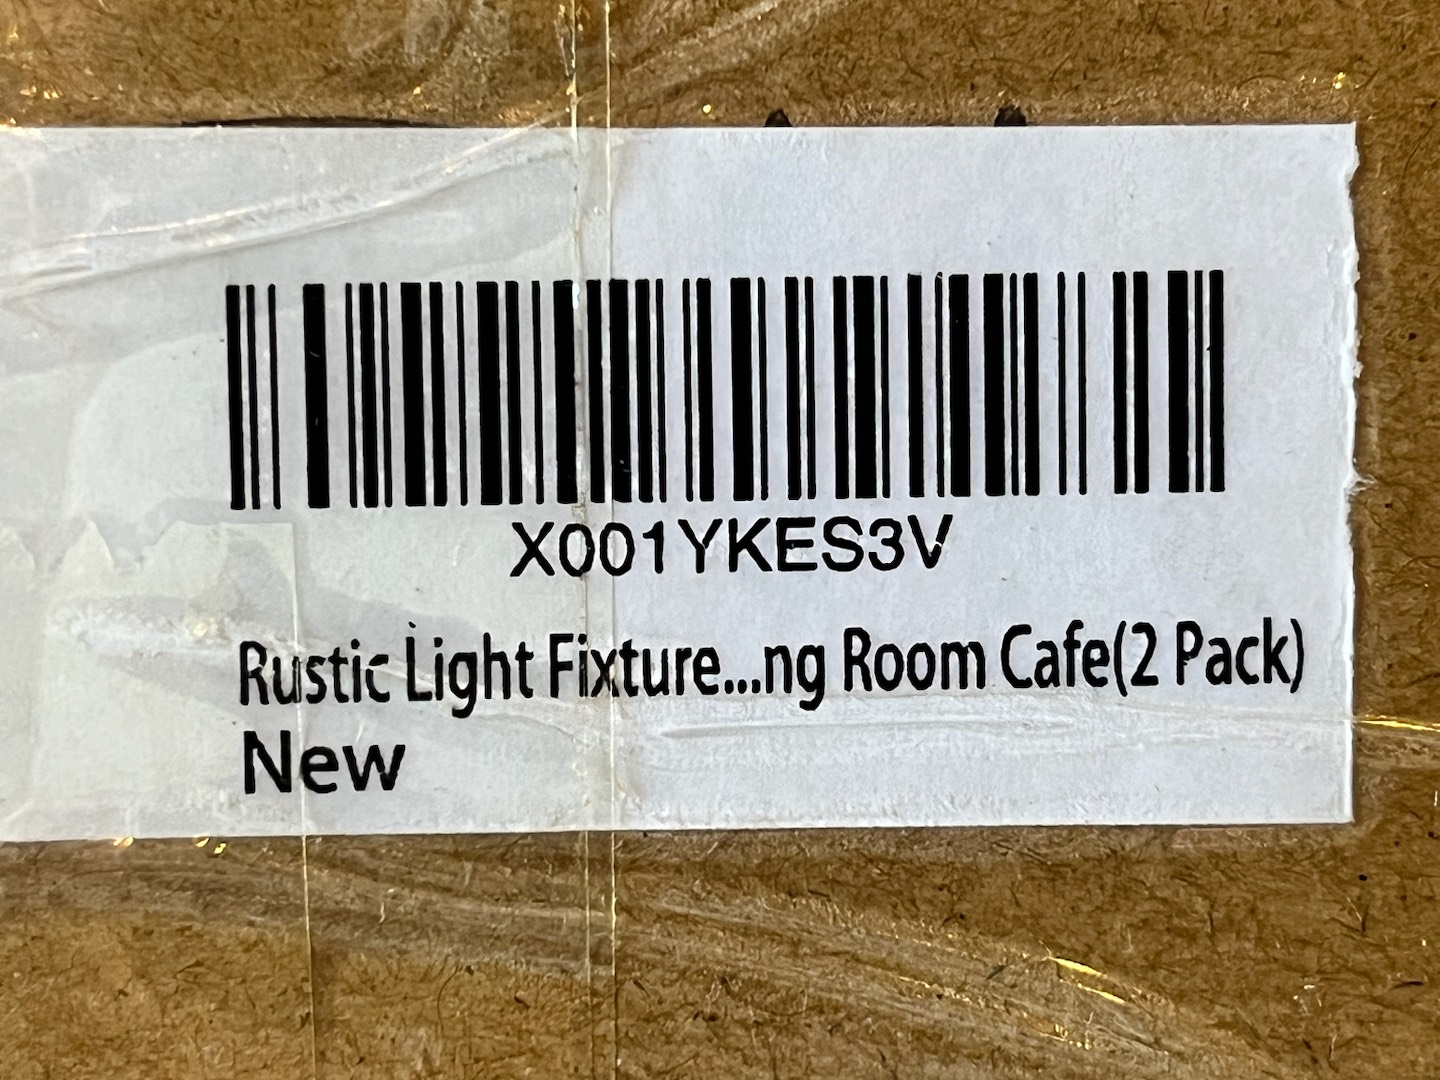 X001YKES3V
Rustic Light Fixture...ng Room Cafe(2 Pack)
New